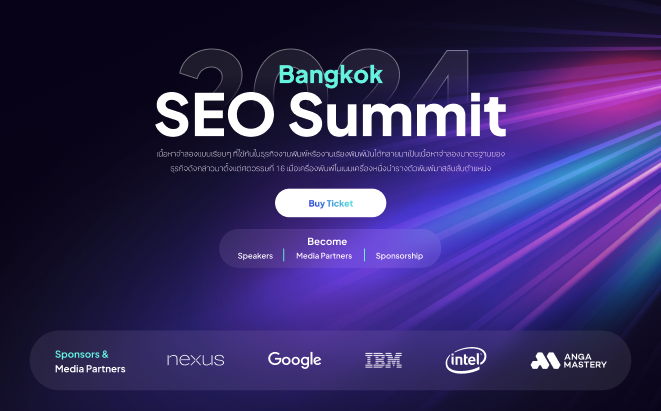 2024
Bangkok
SEO Summit
เนื้อหาจำลองแบบเรียบๆ ที่ใช้กันในธุรกิจงานพิมพ์หรืองานเรียงพิมพ์มันได้กลายมาเป็นเนื้อหาจำลองมาตรฐานของ
ธุรกิจดังกล่าวมาตั้งแต่ศตวรรษที่ 16 เมื่อเครื่องพิมพ์โนเนมเครื่องหนึ่งนำรางตัวพิมพ์มาสลับสับตำแหน่ง
Buy Ticket
Become
Speakers
Media Partners
Sponsorship
Sponsors &
Media Partners
nexus
Google
IBM
intel
ANGA
MASTERY